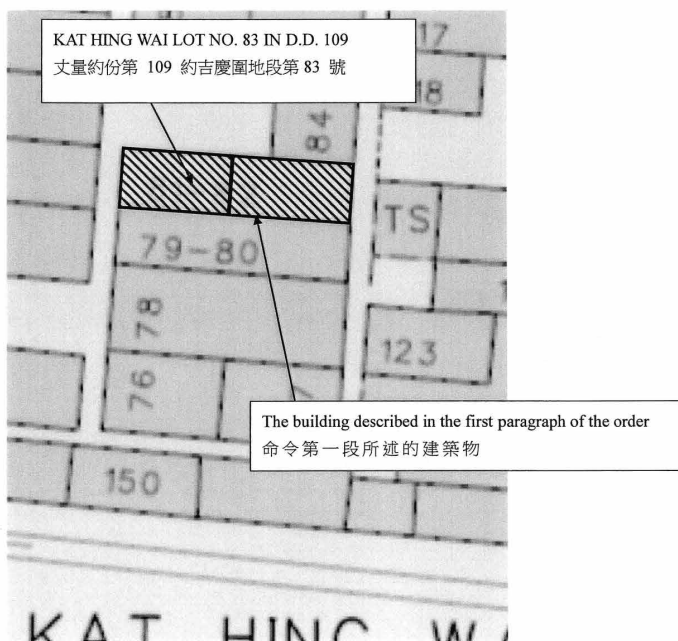 KAT HING WAI LOT NO. 83 IN D.D. 109
丈量約份第 109 約吉慶圍地段第 83 號
17
18
84
TS
79-80
78
123
76
The building described in the first paragraph of the order
命令第一段所述的建築物
150
KAT HING WA